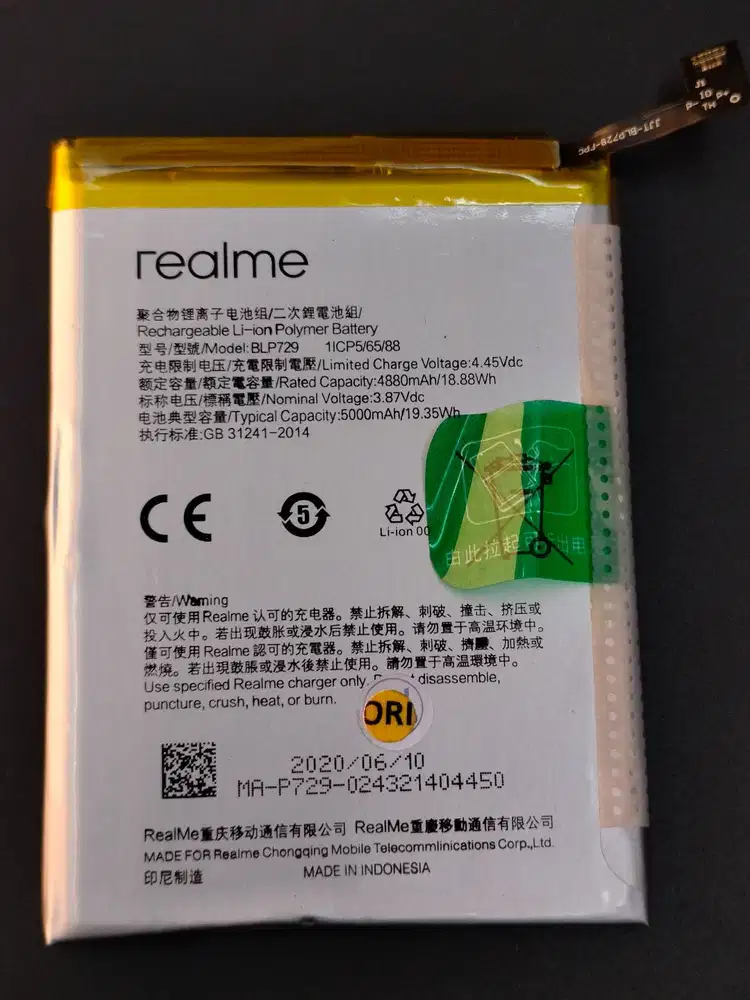 JJT-BLP729-FPC
realme
聚合物锂离子电池组/二次鋰電池組/
Rechargeable Li-ion Polymer Battery
型号/型號/Model:BLP729 1ICP5/65/88
充电限制电压/充電限制電壓/Limited Charge Voltage:4.45Vdc
额定容量/額定電容量/Rated Capacity:4880mAh/18.88Wh
标称电压/標稱電壓/Nominal Voltage:3.87Vdc
电池典型容量/Typical Capacity:5000mAh/19.35Wh
执行标准:GB 31241-2014
CE
5
Li-ion 00
由此拉起 出电
警告/Warning
仅可使用Realme认可的充电器。禁止拆解、刺破、撞击、挤压或
投入火中。若出现鼓胀或浸水后禁止使用。请勿置于高温环境中。
僅可使用Realme 認可的充電器。禁止拆解、刺破、擠壓、加熱或
燃燒。若出現鼓脹或浸水後禁止使用。請勿置于高溫環境中。
Use specified Realme charger only. disassemble,
puncture, crush, heat, or burn.
ORI
2020/06/10
MA-P729-024321404450
RealMe重庆移动通信有限公司 RealMe重慶移動通信有限公司
MADE FOR Realme Chongqing Mobile Telecommlinications Corp.,Ltd.
印尼制造 MADE IN INDONESIA